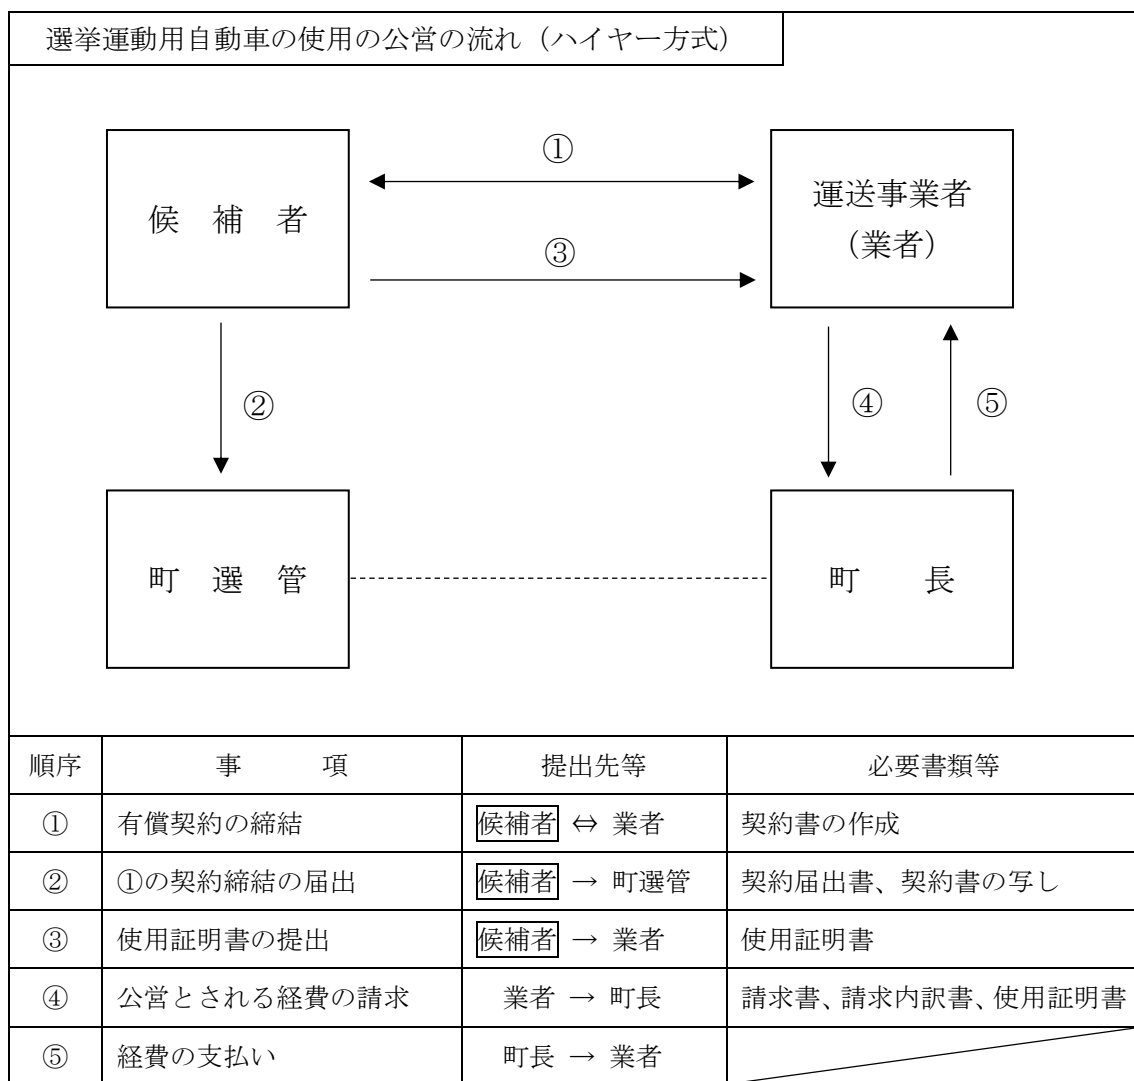 選挙運動用自動車の使用の公営の流れ（ハイヤー方式）
①
候　補　者
運送事業者
（業者）
③
②
④
⑤
町　選　管
町　　長
順序　事　　項　提出先等　必要書類等
①　有償契約の締結　候補者 ⇔ 業者　契約書の作成
②　①の契約締結の届出　候補者 → 町選管　契約届出書、契約書の写し
③　使用証明書の提出　候補者 → 業者　使用証明書
④　公営とされる経費の請求　業者 → 町長　請求書、請求内訳書、使用証明書
⑤　経費の支払い　町長 → 業者